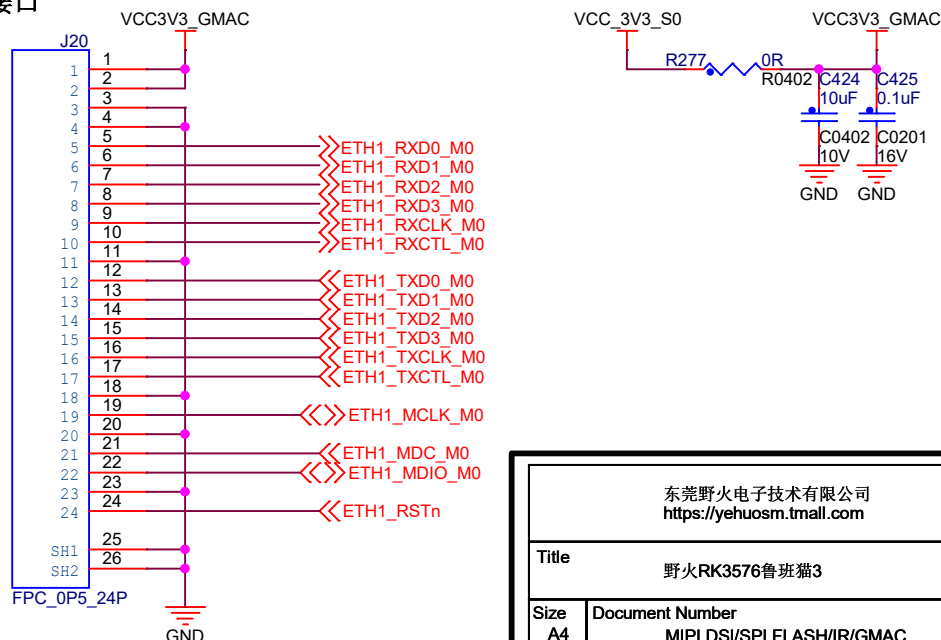 接口
VCC3V3_GMAC
J20
1 1
2 2
3 3
4 4
5 5 ETH1_RXD0_M0
6 6 ETH1_RXD1_M0
7 7 ETH1_RXD2_M0
8 8 ETH1_RXD3_M0
9 9 ETH1_RXCLK_M0
10 10 ETH1_RXCTL_M0
11 11
12 12 ETH1_TXD0_M0
13 13 ETH1_TXD1_M0
14 14 ETH1_TXD2_M0
15 15 ETH1_TXD3_M0
16 16 ETH1_TXCLK_M0
17 17 ETH1_TXCTL_M0
18 18
19 19 ETH1_MCLK_M0
20 20
21 21 ETH1_MDC_M0
22 22 ETH1_MDIO_M0
23 23
24 24 ETH1_RSTn
SH1 25
SH2 26
FPC_0P5_24P
GND
VCC_3V3_S0
VCC3V3_GMAC
R277 0R
R0402
C424
10uF
C0402
10V
GND
C425
0.1uF
C0201
16V
GND
东莞野火电子技术有限公司
https://yehuosm.tmall.com
Title
野火RK3576鲁班猫3
Size
A4
Document Number
MIPI DSI/SPI FLASH/IR/GMAC